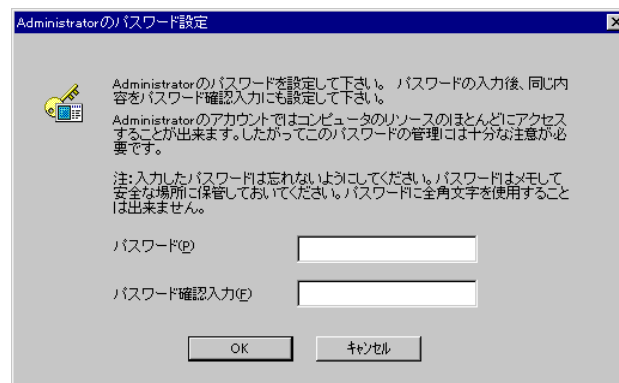 Administratorのパスワード設定
Administratorのパスワードを設定して下さい。 パスワードの入力後、同じ内
容をパスワード確認入力にも設定して下さい。
Administratorのアカウントではコンピュータのリソースのほとんどにアクセス
することが出来ます。したがってこのパスワードの管理には十分な注意が必
要です。
注:入力したパスワードは忘れないようにしてください。パスワードはメモして
安全な場所に保管しておいてください。パスワードに全角文字を使用すること
は出来ません。
パスワード(P)
パスワード確認入力(F)
OK
キャンセル